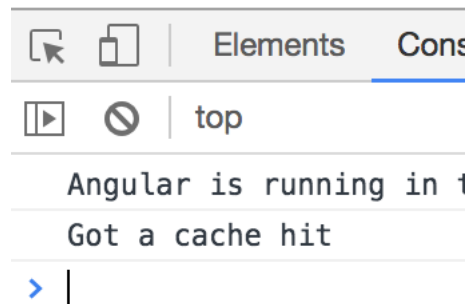 Elements Cons
top
Angular is running in t
Got a cache hit